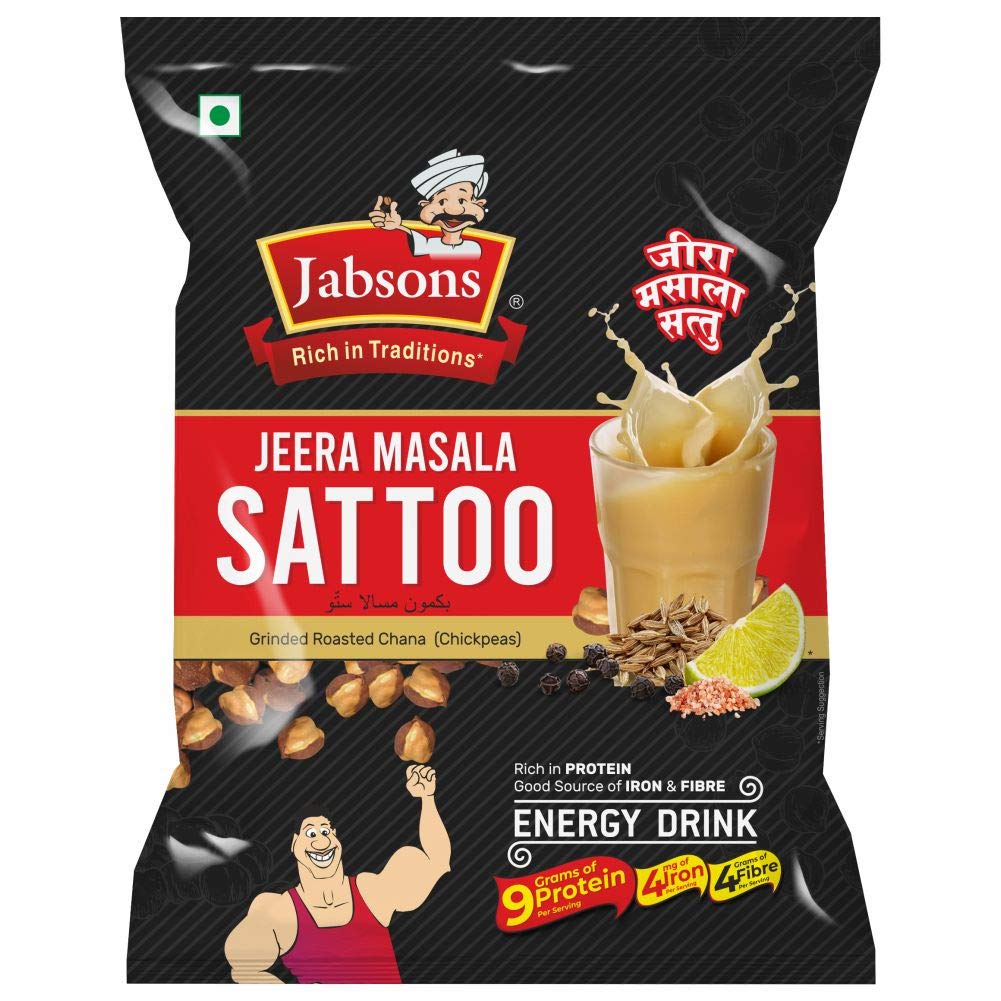 Jabsons
®
Rich in Traditions*
जीरा
मसाला
सत्तु
JEERA MASALA
SATTOO
بكمون مسالا ستّو
Grinded Roasted Chana (Chickpeas)
*
*Serving Suggestion
Rich in PROTEIN
Good Source of IRON & FIBRE
ENERGY DRINK
9 Grams of
Protein
Per Serving
4 mg of
Iron
Per Serving
4 Grams of
Fibre
Per Serving